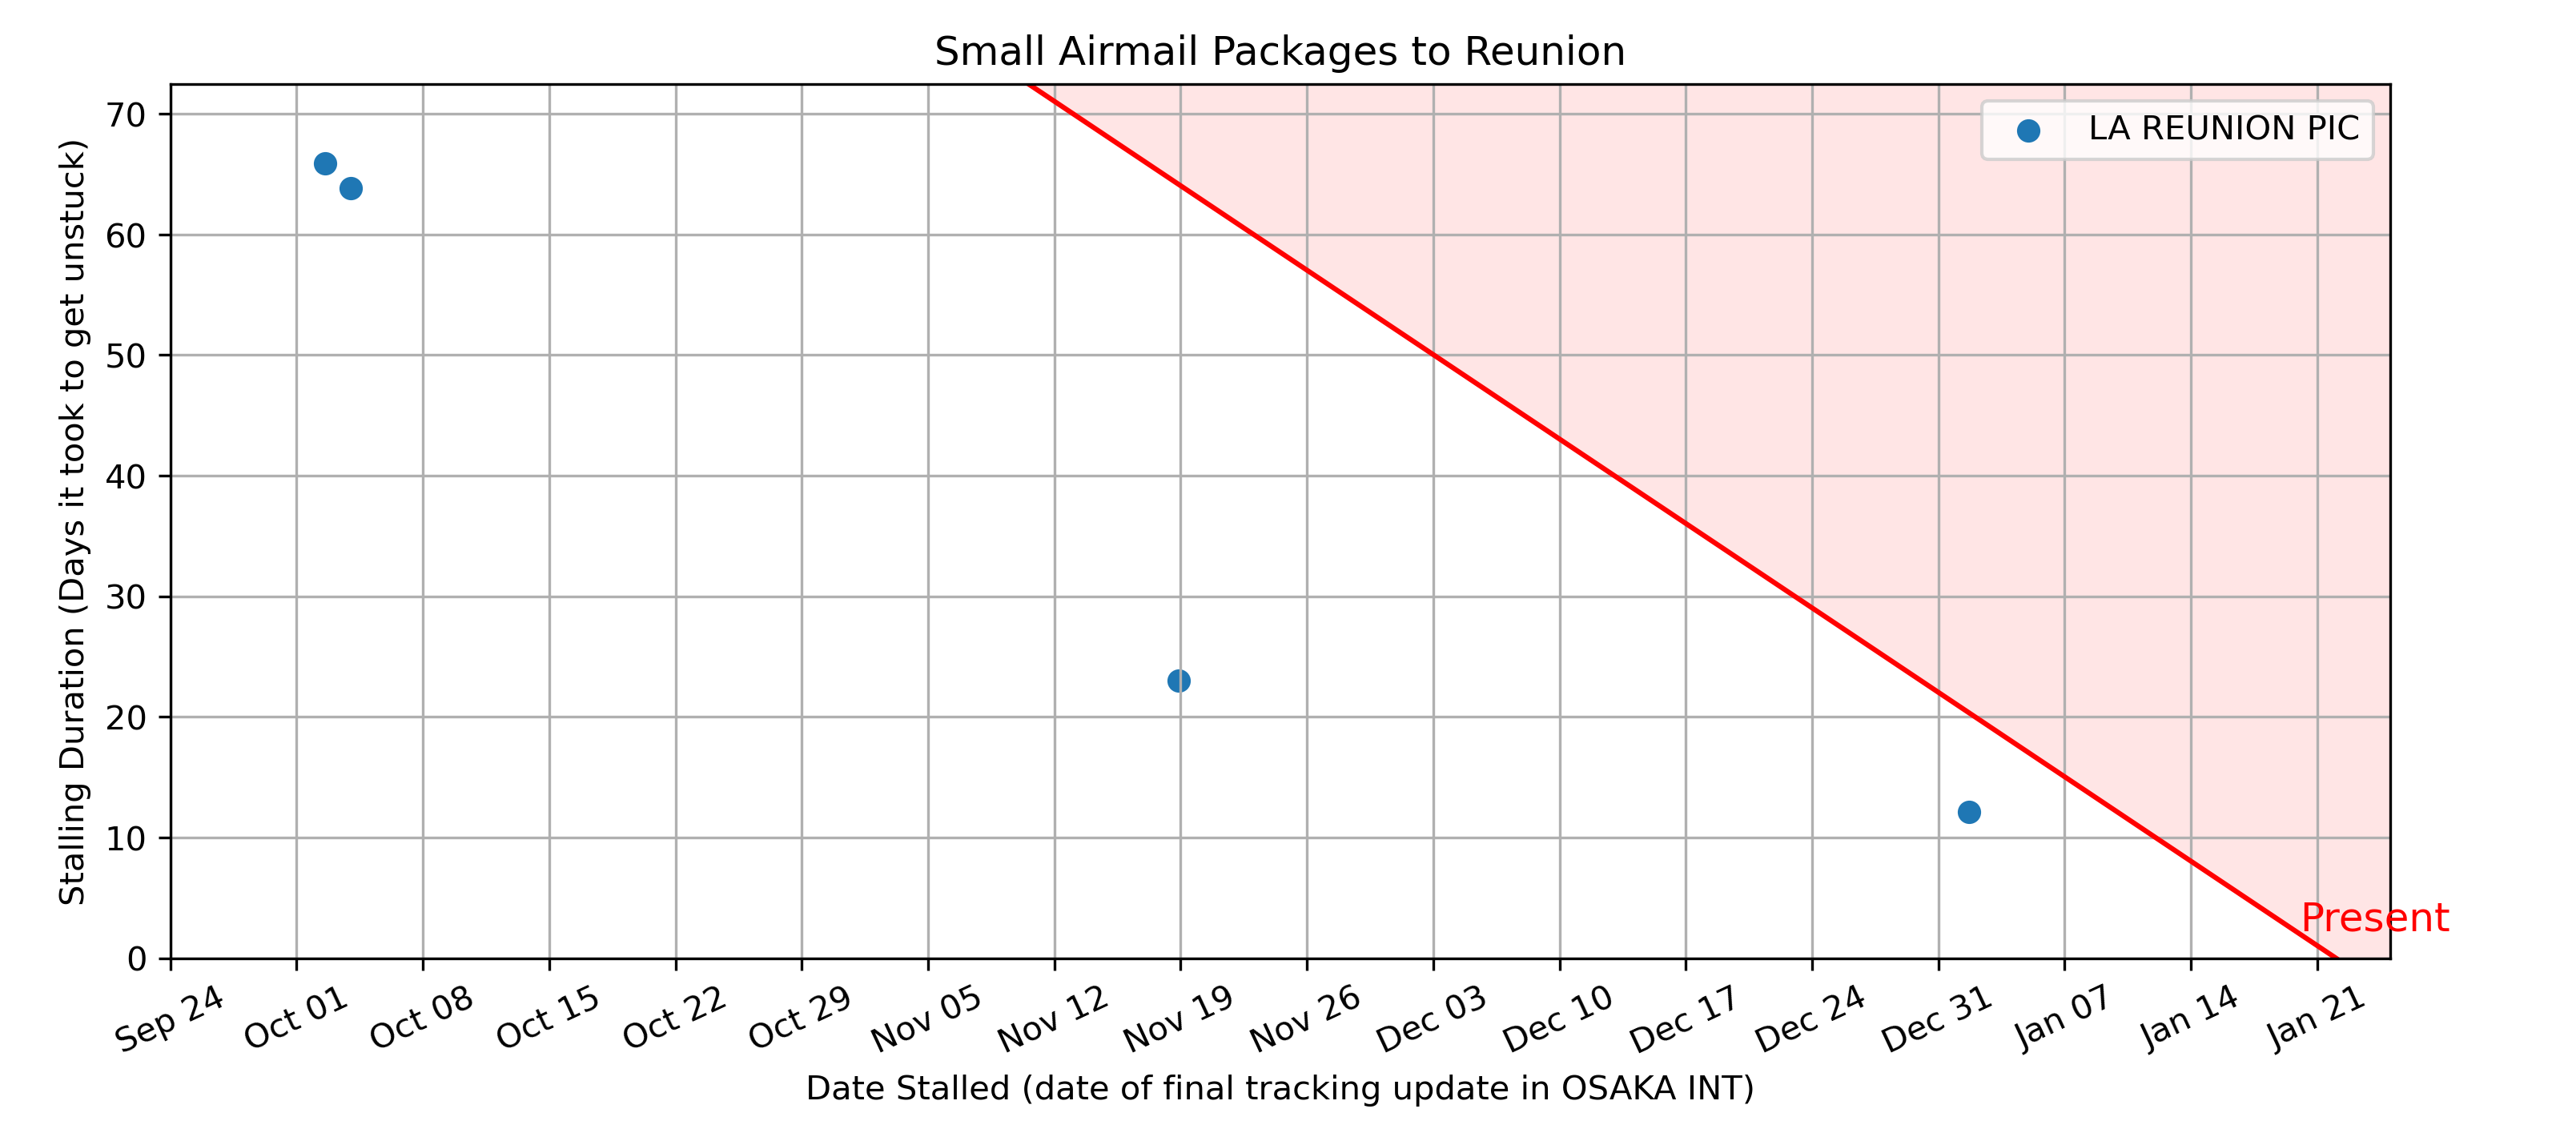 Small Airmail Packages to Reunion
LA REUNION PIC
Stalling Duration (Days it took to get unstuck)
70
60
50
40
30
20
10
0
Present
Sep 24
Oct 01
Oct 08
Oct 15
Oct 22
Oct 29
Nov 05
Nov 12
Nov 19
Nov 26
Dec 03
Dec 10
Dec 17
Dec 24
Dec 31
Jan 07
Jan 14
Jan 21
Date Stalled (date of final tracking update in OSAKA INT)